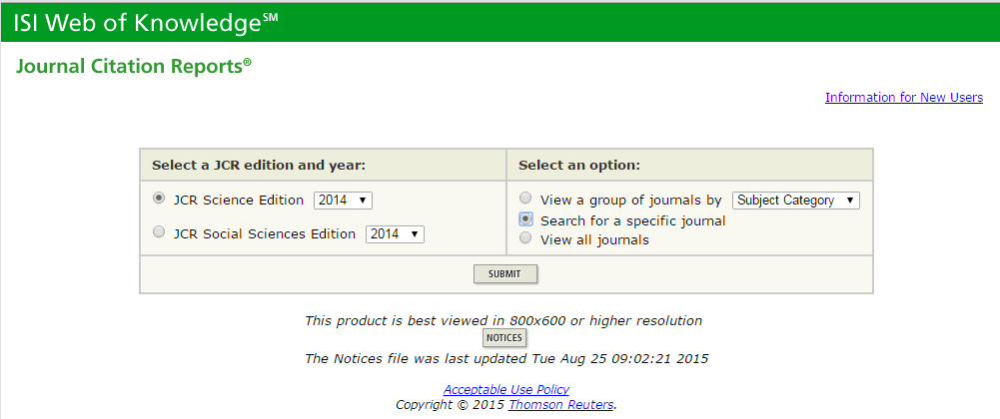 ISI Web of Knowledge℠
Journal Citation Reports®
Information for New Users
Select a JCR edition and year:
Select an option:
JCR Science Edition 2014
JCR Social Sciences Edition 2014
View a group of journals by Subject Category
Search for a specific journal
View all journals
SUBMIT
This product is best viewed in 800x600 or higher resolution
NOTICES
The Notices file was last updated Tue Aug 25 09:02:21 2015
Acceptable Use Policy
Copyright © 2015 Thomson Reuters.